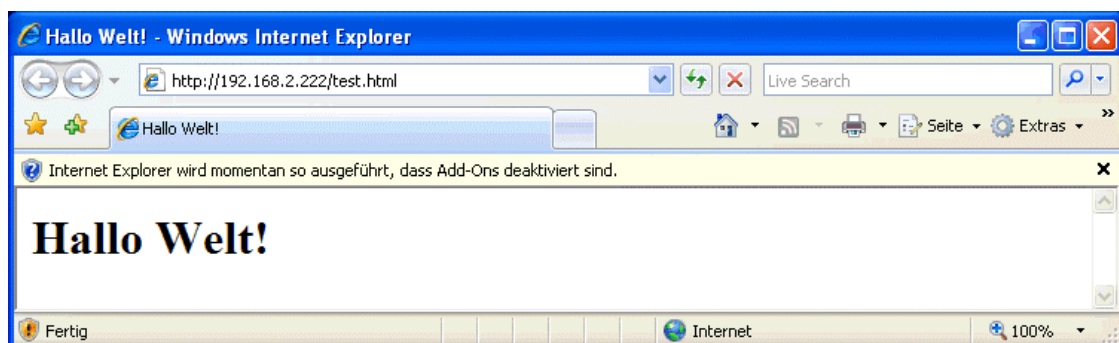 Hallo Welt! - Windows Internet Explorer
http://192.168.2.222/test.html Live Search
Hallo Welt! Seite Extras »
Internet Explorer wird momentan so ausgeführt, dass Add-Ons deaktiviert sind.
Hallo Welt!
Fertig Internet 100%